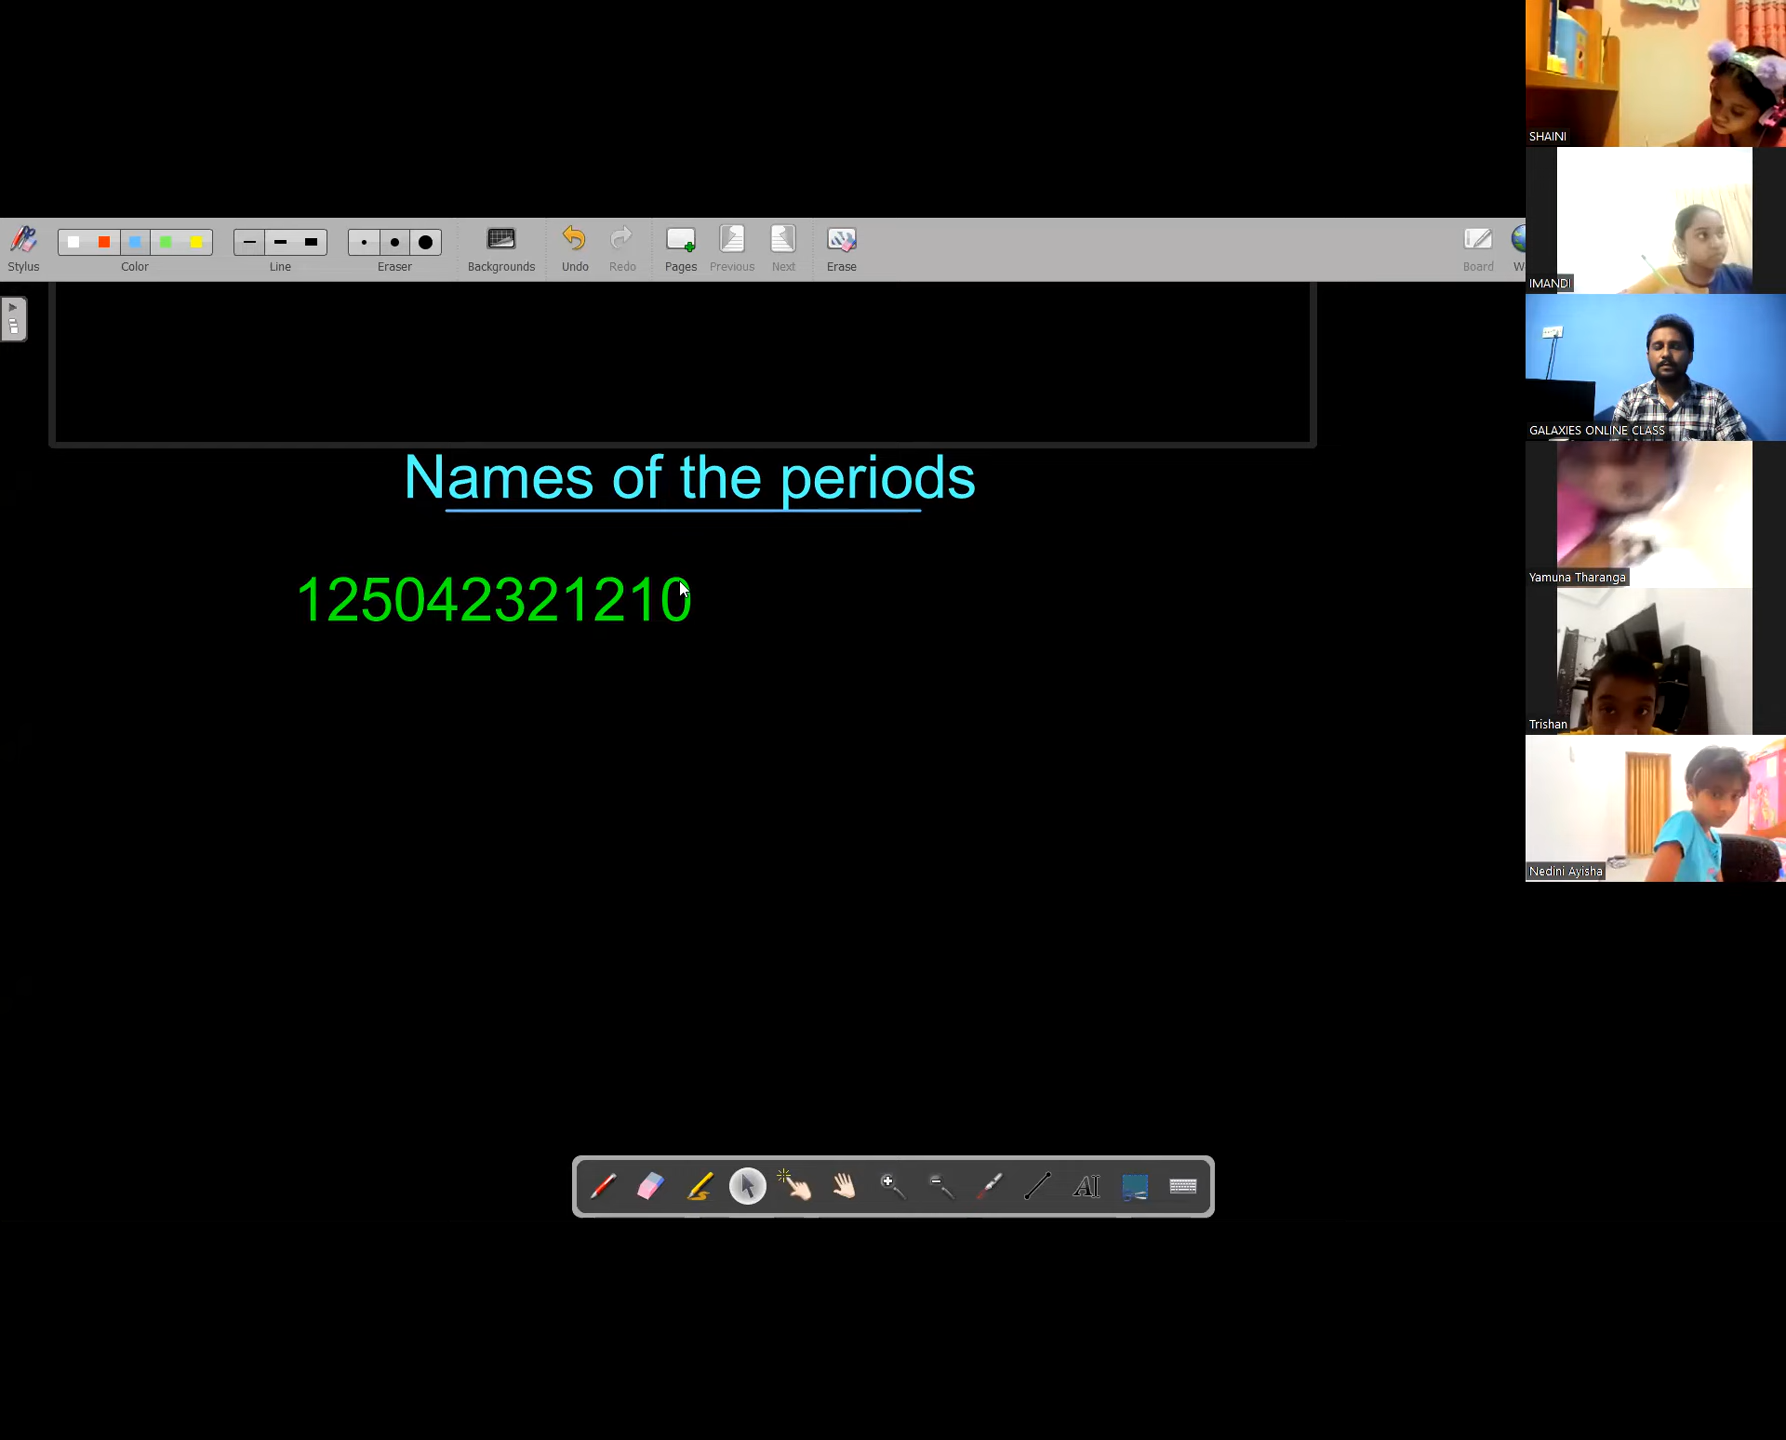 SHAINI
IMANDI
Stylus
Color
Line
Eraser
Backgrounds
Undo
Redo
Pages
Previous
Next
Erase
Board
W
GALAXIES ONLINE CLASS
Names of the periods
125042321210
Yamuna Tharanga
Trishan
Nedini Ayisha
AI